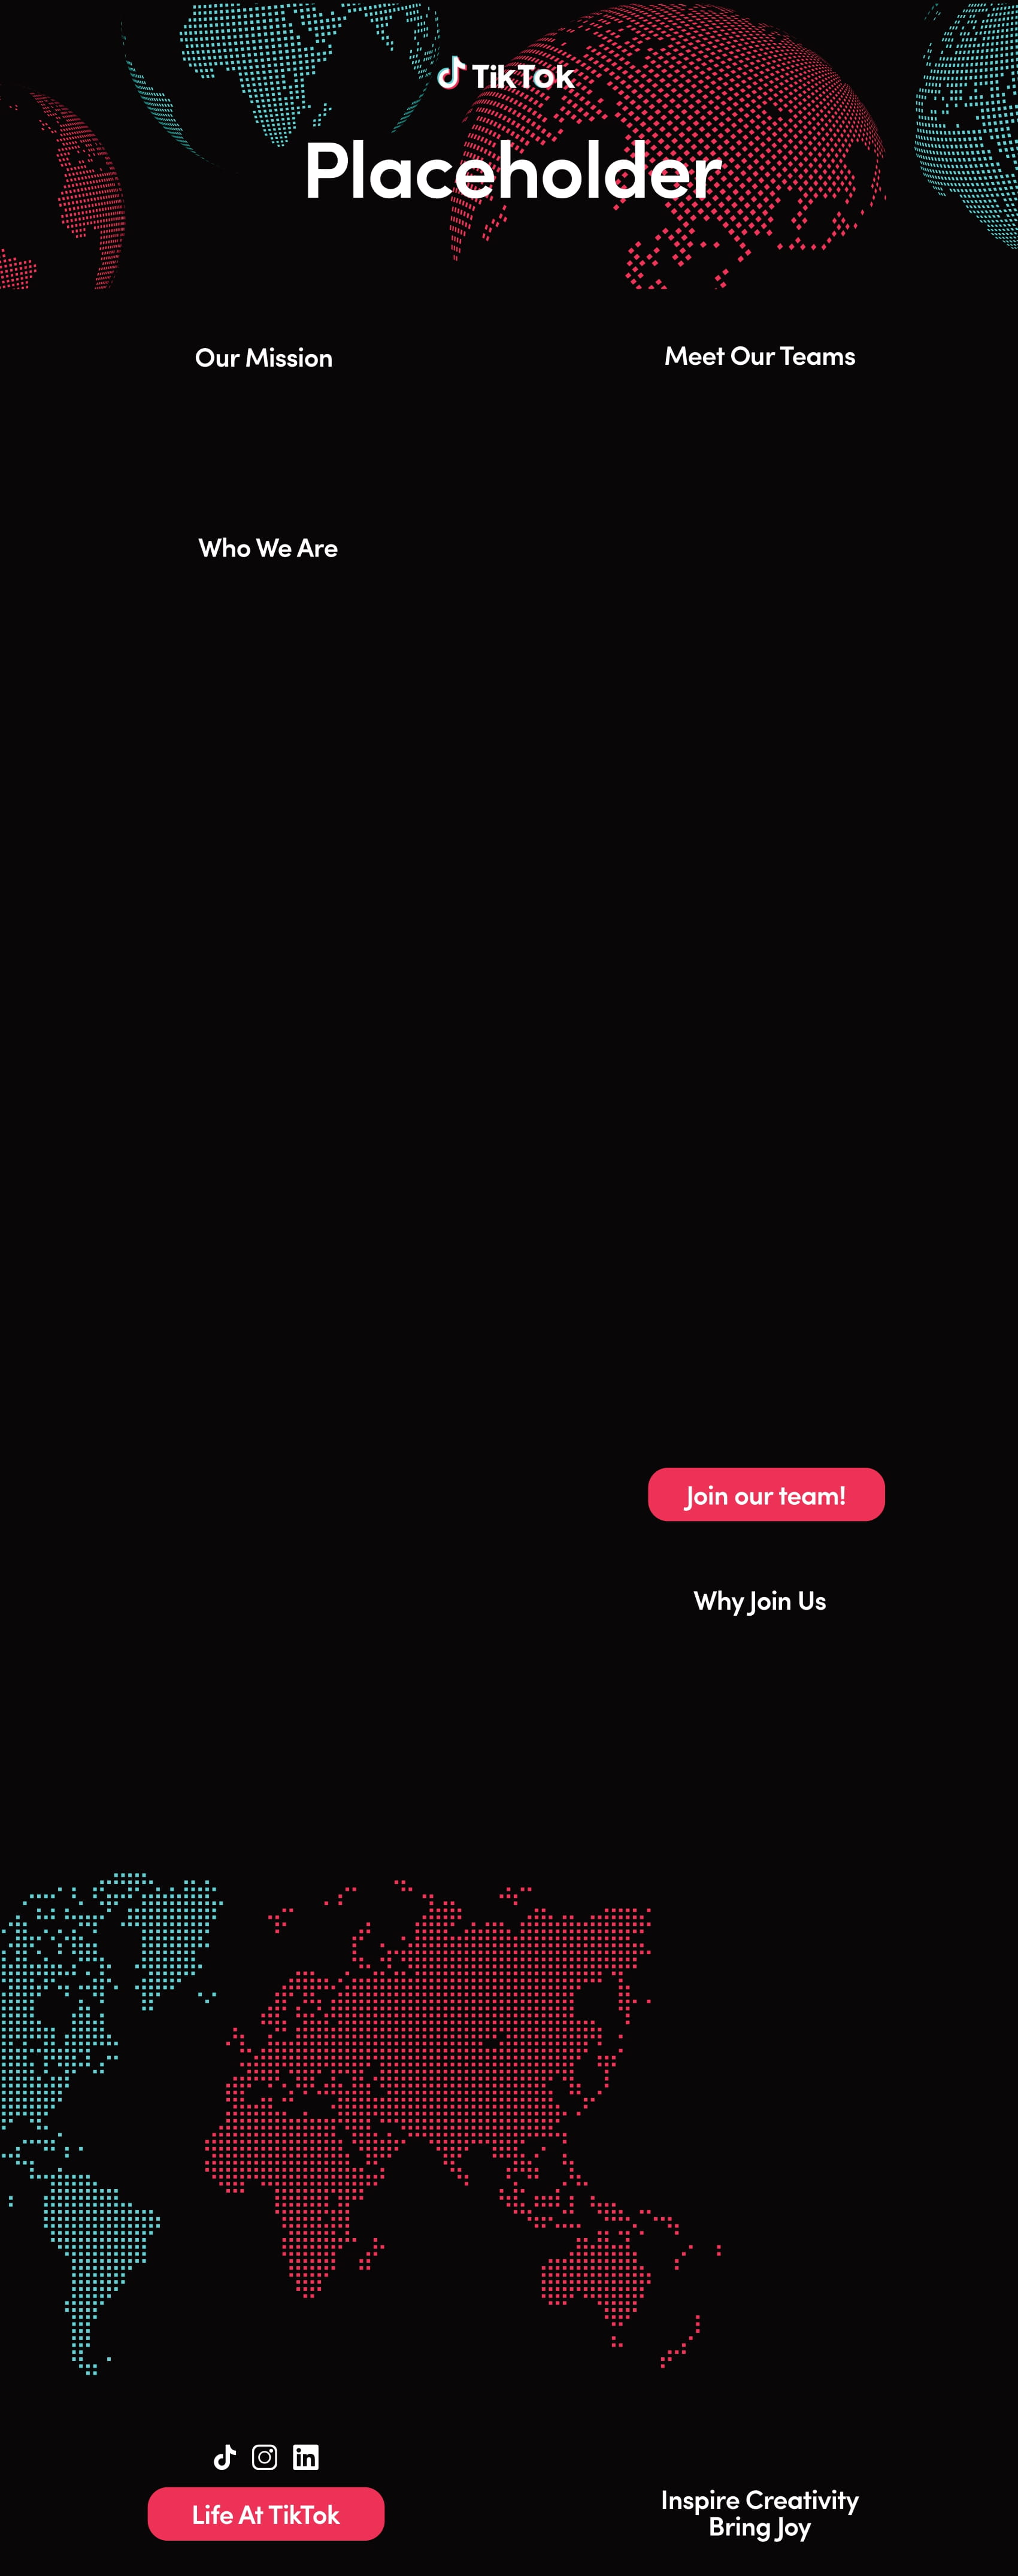 TikTok
Placeholder
Our Mission
Meet Our Teams
Who We Are
Join our team!
Why Join Us
in
Life At TikTok
Inspire Creativity
Bring Joy